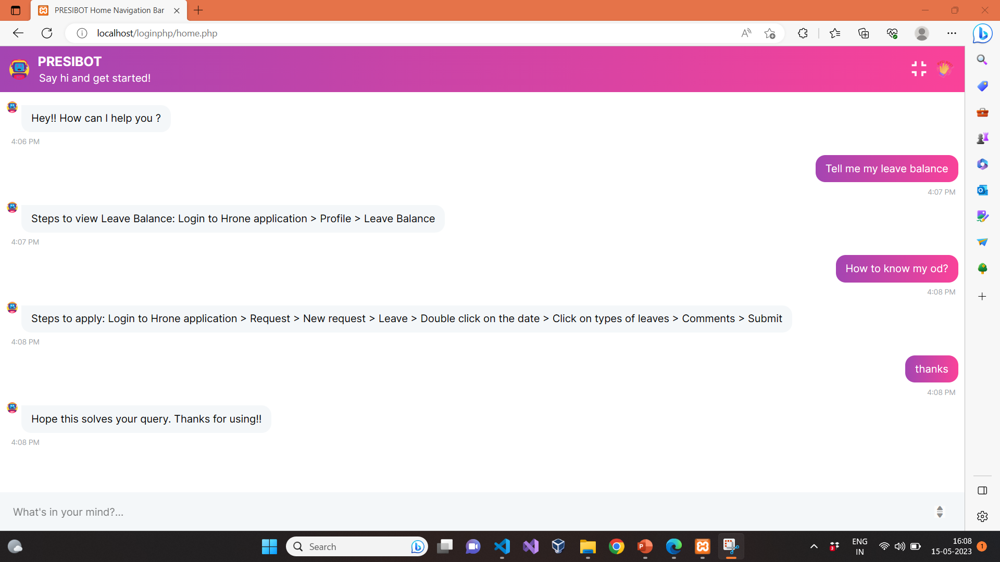 PRESIBOT Home Navigation Bar
localhost/loginphp/home.php
PRESIBOT
Say hi and get started!
Hey!! How can I help you ?
4:06 PM
Tell me my leave balance
4:07 PM
Steps to view Leave Balance: Login to Hrone application > Profile > Leave Balance
4:07 PM
How to know my od?
4:08 PM
Steps to apply: Login to Hrone application > Request > New request > Leave > Double click on the date > Click on types of leaves > Comments > Submit
4:08 PM
thanks
4:08 PM
Hope this solves your query. Thanks for using!!
4:08 PM
What's in your mind?...
Search
ENG
IN
16:08
15-05-2023
1